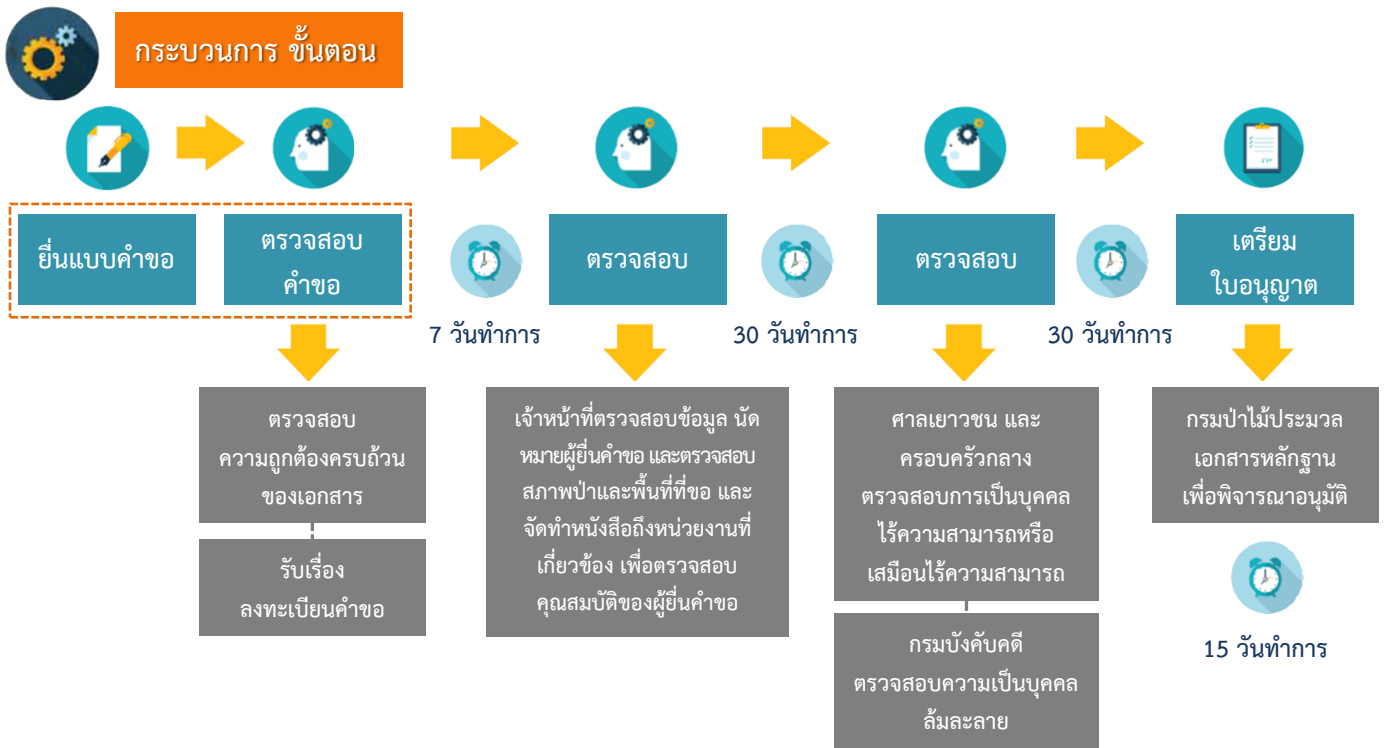 กระบวนการ ขั้นตอน
ยื่นแบบคำขอ
ตรวจสอบ
คำขอ
7 วันทำการ
ตรวจสอบ
30 วันทำการ
ตรวจสอบ
30 วันทำการ
เตรียม
ใบอนุญาต
ตรวจสอบ
ความถูกต้องครบถ้วน
ของเอกสาร
รับเรื่อง
ลงทะเบียนคำขอ
เจ้าหน้าที่ตรวจสอบข้อมูล นัด
หมายผู้ยื่นคำขอ และตรวจสอบ
สภาพป่าและพื้นที่ที่ขอ และ
จัดทำหนังสือถึงหน่วยงานที่
เกี่ยวข้อง เพื่อตรวจสอบ
คุณสมบัติของผู้ยื่นคำขอ
ศาลเยาวชน และ
ครอบครัวกลาง
ตรวจสอบการเป็นบุคคล
ไร้ความสามารถหรือ
เสมือนไร้ความสามารถ
กรมบังคับคดี
ตรวจสอบความเป็นบุคคล
ล้มละลาย
กรมป่าไม้ประมวล
เอกสารหลักฐาน
เพื่อพิจารณาอนุมัติ
15 วันทำการ